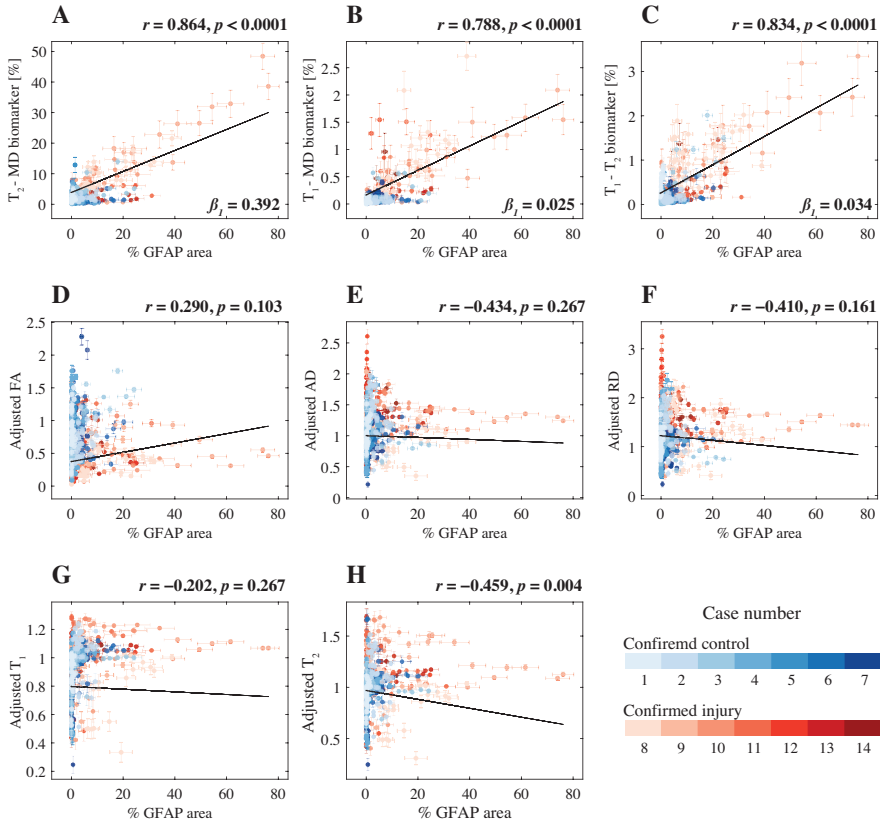 A
r = 0.864, p < 0.0001
T2 - MD biomarker [%]
50
40
30
20
10
0
0 20 40 60 80
% GFAP area
β1 = 0.392
B
r = 0.788, p < 0.0001
T1 - MD biomarker [%]
2.5
2
1.5
1
0.5
0
0 20 40 60 80
% GFAP area
β1 = 0.025
C
r = 0.834, p < 0.0001
T1 - T2 biomarker [%]
3
2
1
0
0 20 40 60 80
% GFAP area
β1 = 0.034
D
r = 0.290, p = 0.103
Adjusted FA
2.5
2
1.5
1
0.5
0
0 20 40 60 80
% GFAP area
E
r = −0.434, p = 0.267
Adjusted AD
2.5
2
1.5
1
0.5
0
0 20 40 60 80
% GFAP area
F
r = −0.410, p = 0.161
Adjusted RD
3
2
1
0
0 20 40 60 80
% GFAP area
G
r = −0.202, p = 0.267
Adjusted T1
1.2
1.0
0.8
0.6
0.4
0.2
0 20 40 60 80
% GFAP area
H
r = −0.459, p = 0.004
Adjusted T2
1.5
1
0.5
0 20 40 60 80
% GFAP area
Case number
Confiremd control
1 2 3 4 5 6 7
Confirmed injury
8 9 10 11 12 13 14